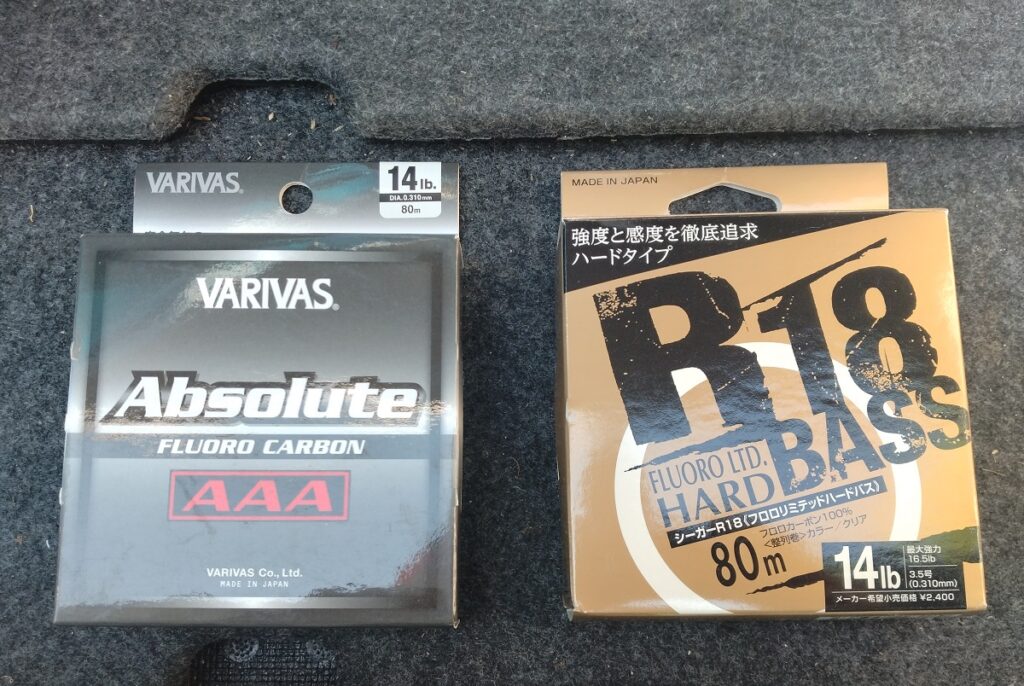 VARIVAS®
14lb.
DIA.0.310mm
80m
VARIVAS®
Absolute
FLUORO CARBON
AAA
VARIVAS Co., Ltd.
MADE IN JAPAN
MADE IN JAPAN
強度と感度を徹底追求
ハードタイプ
R18
BASS
FLUORO LTD.
HARD
シーガーR18《フロロリミテッドハードバス》
フロロカーボン100%
<整列巻>カラー/クリア
80m
14lb
最大強力
16.5lb
3.5号
(0.310mm)
メーカー希望小売価格 ¥2,400